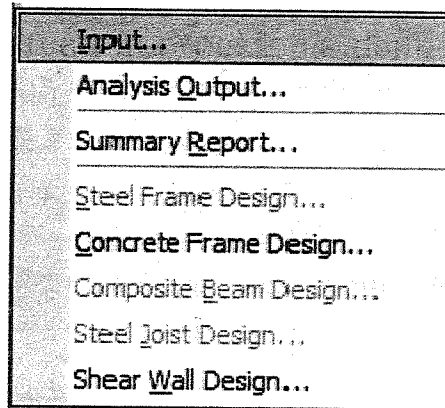 Input...
Analysis Output...
Summary Report...
Steel Frame Design...
Concrete Frame Design...
Composite Beam Design...
Steel Joist Design...
Shear Wall Design...